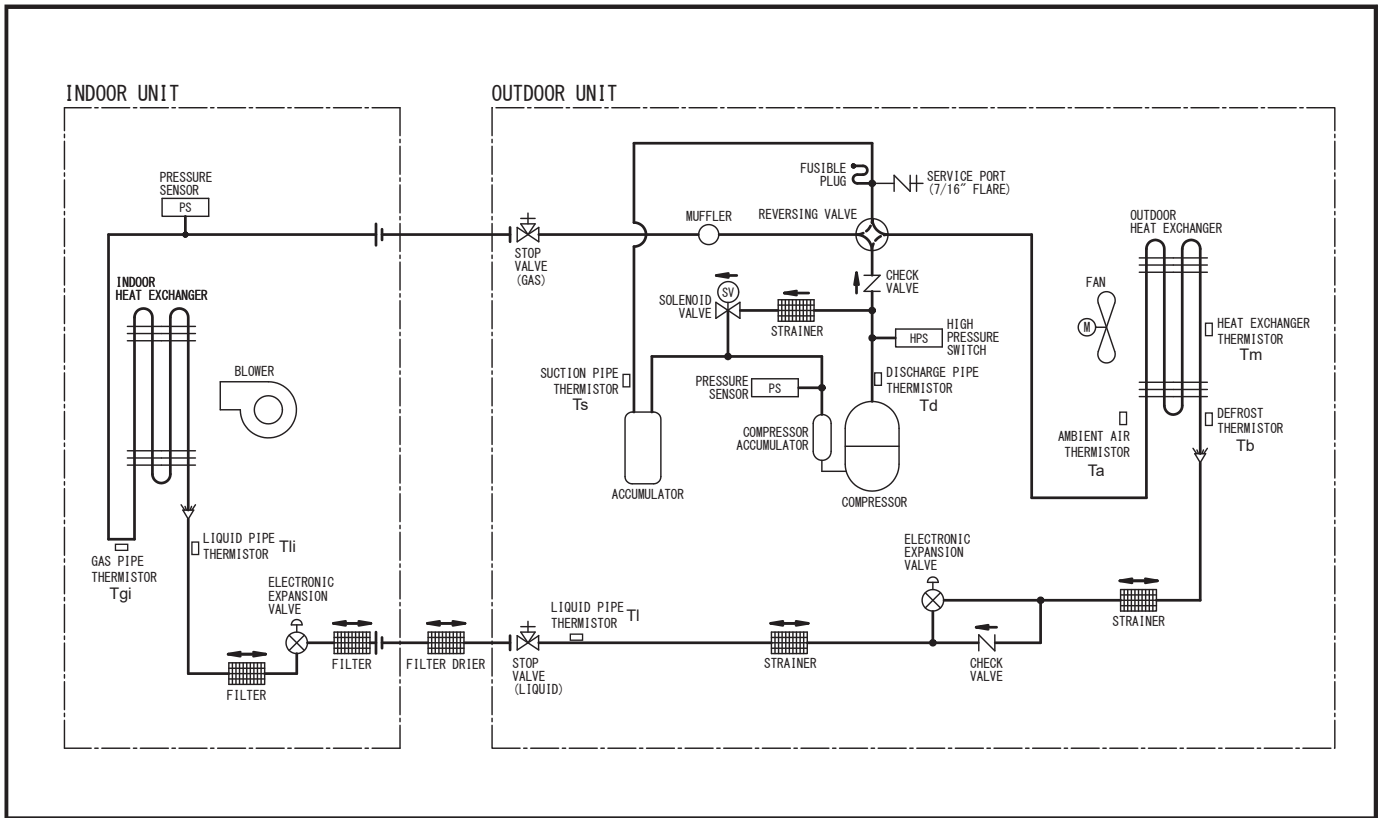 INDOOR UNIT
PRESSURE
SENSOR
PS
INDOOR
HEAT EXCHANGER
BLOWER
LIQUID PIPE
THERMISTOR Tli
GAS PIPE
THERMISTOR
Tgi
ELECTRONIC
EXPANSION
VALVE
FILTER
FILTER
FILTER DRIER
OUTDOOR UNIT
STOP
VALVE
(GAS)
MUFFLER
FUSIBLE
PLUG
SERVICE PORT
(7/16″ FLARE)
REVERSING VALVE
CHECK
VALVE
SOLENOID
VALVE
SV
STRAINER
HPS
HIGH
PRESSURE
SWITCH
SUCTION PIPE
THERMISTOR
Ts
PRESSURE
SENSOR
PS
DISCHARGE PIPE
THERMISTOR
Td
COMPRESSOR
ACCUMULATOR
ACCUMULATOR
COMPRESSOR
OUTDOOR
HEAT EXCHANGER
FAN
M
HEAT EXCHANGER
THERMISTOR
Tm
AMBIENT AIR
THERMISTOR
Ta
DEFROST
THERMISTOR
Tb
ELECTRONIC
EXPANSION
VALVE
STRAINER
LIQUID PIPE
THERMISTOR Tl
STOP
VALVE
(LIQUID)
STRAINER
CHECK
VALVE